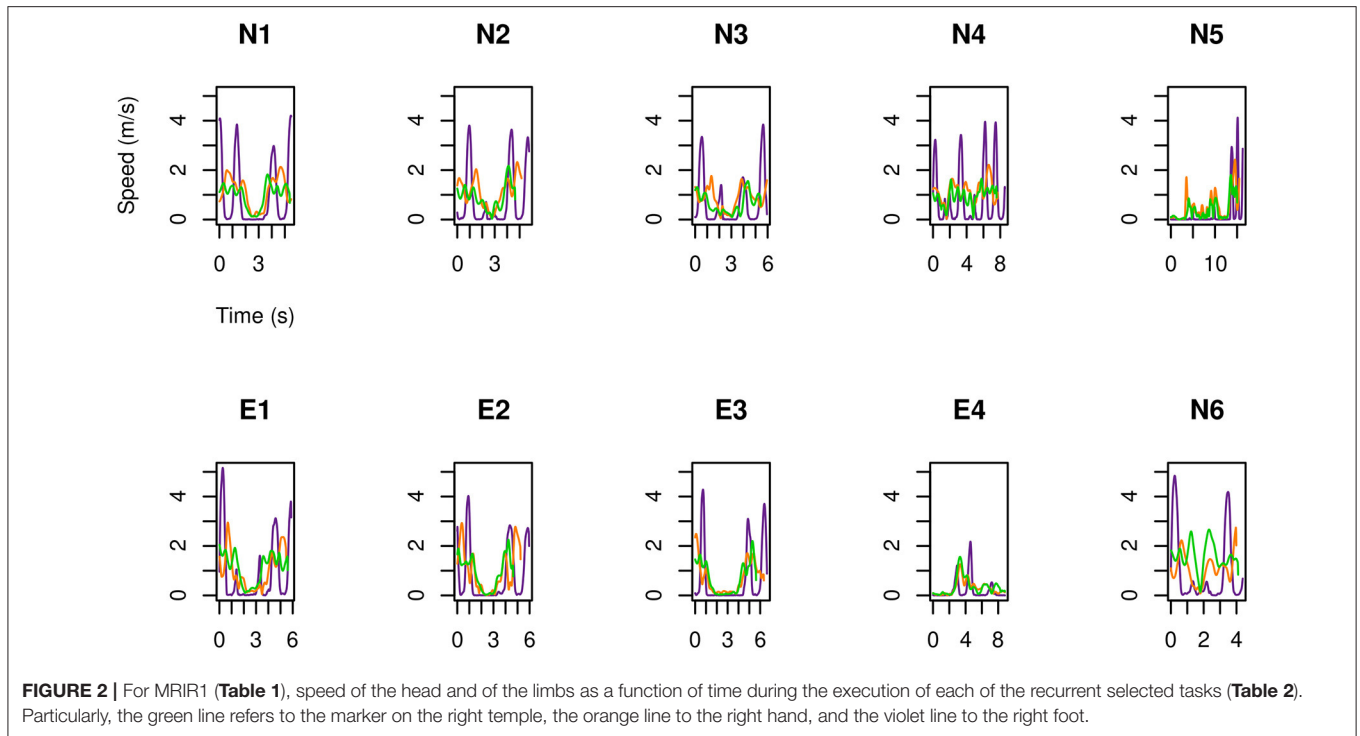 N1 N2 N3 N4 N5
Speed (m/s)
0 2 4
0 2 4
0 2 4
0 2 4
0 2 4
0 3
0 3
0 3 6
0 4 8
0 10
Time (s)
E1 E2 E3 E4 N6
0 2 4
0 2 4
0 2 4
0 2 4
0 2 4
0 3 6
0 3 6
0 3 6
0 4 8
0 2 4
FIGURE 2 | For MRIR1 (Table 1), speed of the head and of the limbs as a function of time during the execution of each of the recurrent selected tasks (Table 2).
Particularly, the green line refers to the marker on the right temple, the orange line to the right hand, and the violet line to the right foot.